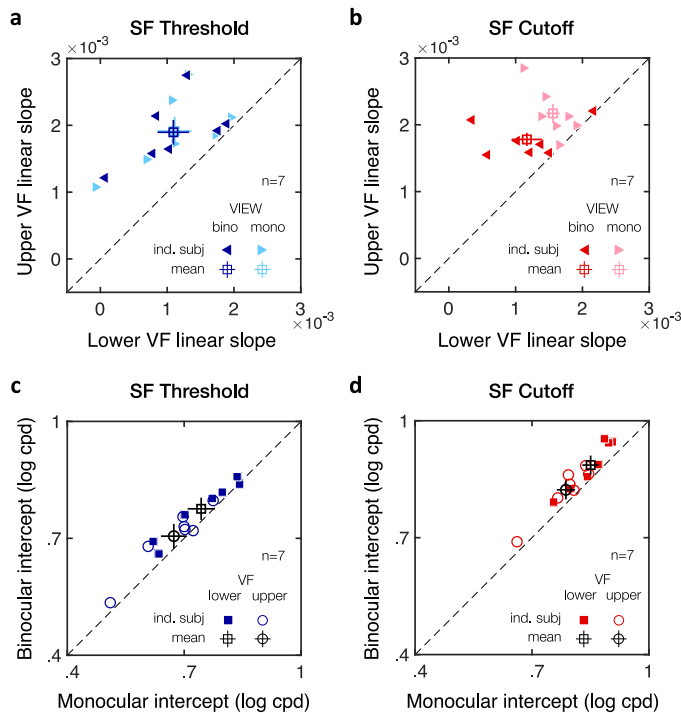 a
SF Threshold
× 10⁻³
3
2
1
0
Upper VF linear slope
n=7
VIEW
bino mono
ind. subj
mean
0 1 2 3
× 10⁻³
Lower VF linear slope
b
SF Cutoff
× 10⁻³
3
2
1
0
Upper VF linear slope
n=7
VIEW
bino mono
ind. subj
mean
0 1 2 3
× 10⁻³
Lower VF linear slope
c
SF Threshold
1
.7
.4
Binocular intercept (log cpd)
n=7
VF
lower upper
ind. subj
mean
.4 .7 1
Monocular intercept (log cpd)
d
SF Cutoff
1
.7
.4
Binocular intercept (log cpd)
n=7
VF
lower upper
ind. subj
mean
.4 .7 1
Monocular intercept (log cpd)